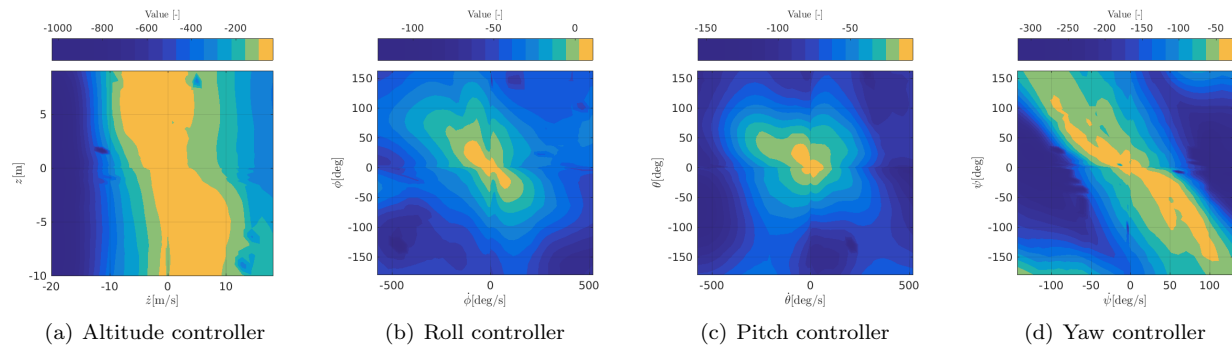 Value [-]
-1000 -800 -600 -400 -200
z[m]
5
0
-5
-10
-20 -10 0 10
ż[m/s]
(a) Altitude controller
Value [-]
-100 -50 0
ϕ[deg]
150
100
50
0
-50
-100
-150
-500 0 500
ϕ̇[deg/s]
(b) Roll controller
Value [-]
-150 -100 -50 0
θ[deg]
150
100
50
0
-50
-100
-150
-500 0 500
θ̇[deg/s]
(c) Pitch controller
Value [-]
-300 -250 -200 -150 -100 -50
ψ[deg]
150
100
50
0
-50
-100
-150
-100 -50 0 50 100
ψ̇[deg/s]
(d) Yaw controller